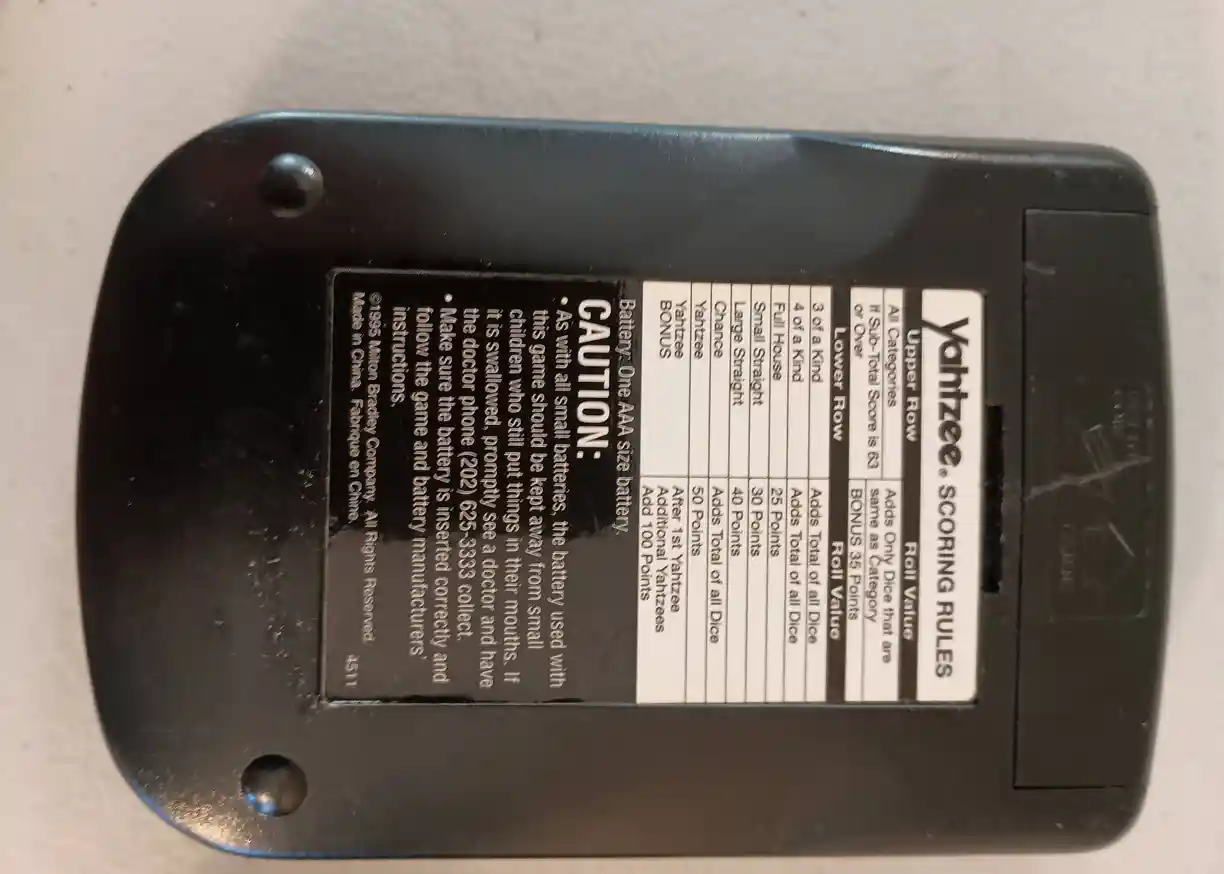 Yahtzee® SCORING RULES
Upper Row Roll Value
All Categories Adds Only Dice that are
same as Category
If Sub-Total Score is 63 BONUS 35 Points
or Over
Lower Row Roll Value
3 of a Kind Adds Total of all Dice
4 of a Kind Adds Total of all Dice
Full House 25 Points
Small Straight 30 Points
Large Straight 40 Points
Chance Adds Total of all Dice
Yahtzee 50 Points
Yahtzee After 1st Yahtzee
BONUS Additional Yahtzees
Add 100 Points
Battery: One AAA size battery.
CAUTION:
• As with all small batteries, the battery used with
this game should be kept away from small
children who still put things in their mouths. If
it is swallowed, promptly see a doctor and have
the doctor phone (202) 625-3333 collect.
• Make sure the battery is inserted correctly and
follow the game and battery manufacturers'
instructions.
©1995 Milton Bradley Company. All Rights Reserved.
Made in China. Fabriqué en Chine. 4511